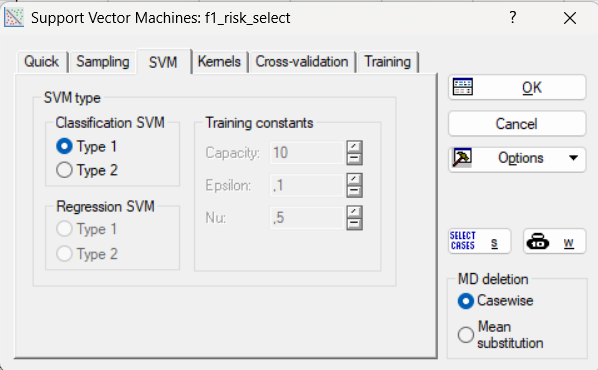 Support Vector Machines: f1_risk_select
?
Quick
Sampling
SVM
Kernels
Cross-validation
Training
SVM type
Classification SVM
Type 1
Type 2
Regression SVM
Type 1
Type 2
Training constants
Capacity: 10
Epsilon: ,1
Nu: ,5
OK
Cancel
Options
SELECT
CASES
s
10
w
MD deletion
Casewise
Mean
substitution